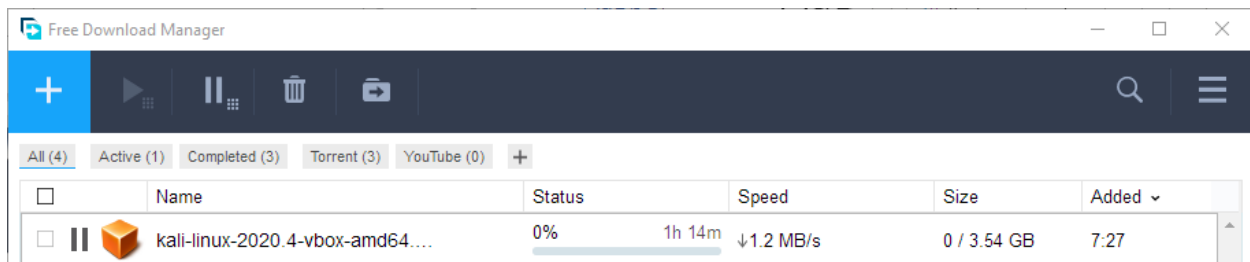 Free Download Manager
All (4) Active (1) Completed (3) Torrent (3) YouTube (0)
Name Status Speed Size Added
kali-linux-2020.4-vbox-amd64.... 0% 1h 14m ↓1.2 MB/s 0 / 3.54 GB 7:27